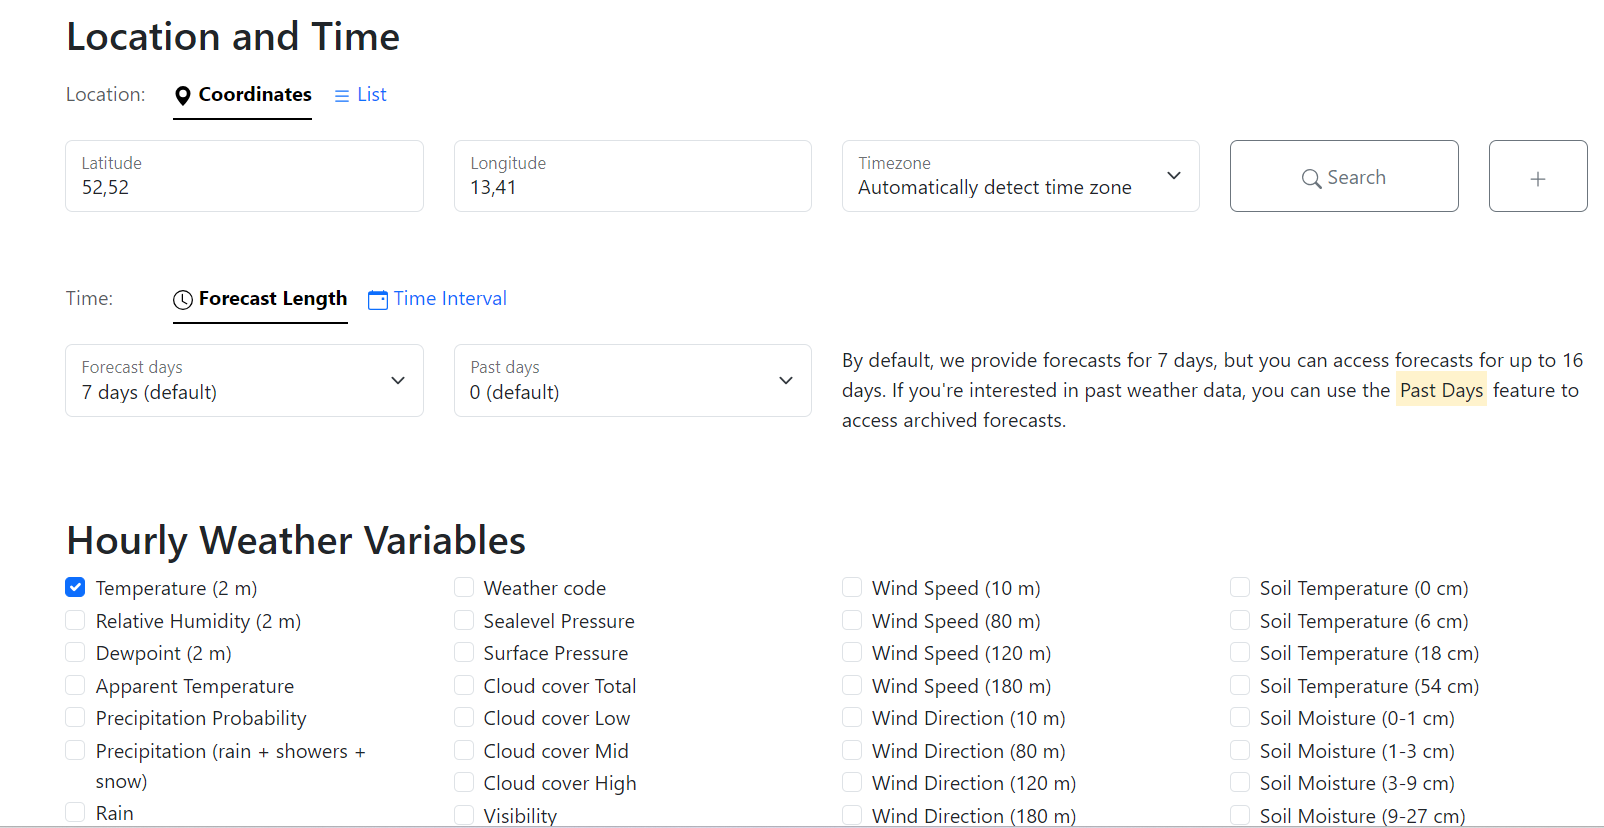 Location and Time
Location: Coordinates List
Latitude
52,52
Longitude
13,41
Timezone
Automatically detect time zone
Search
+
Time: Forecast Length Time Interval
Forecast days
7 days (default)
Past days
0 (default)
By default, we provide forecasts for 7 days, but you can access forecasts for up to 16
days. If you're interested in past weather data, you can use the Past Days feature to
access archived forecasts.
Hourly Weather Variables
Temperature (2 m)
Relative Humidity (2 m)
Dewpoint (2 m)
Apparent Temperature
Precipitation Probability
Precipitation (rain + showers +
snow)
Rain
Weather code
Sealevel Pressure
Surface Pressure
Cloud cover Total
Cloud cover Low
Cloud cover Mid
Cloud cover High
Visibility
Wind Speed (10 m)
Wind Speed (80 m)
Wind Speed (120 m)
Wind Speed (180 m)
Wind Direction (10 m)
Wind Direction (80 m)
Wind Direction (120 m)
Wind Direction (180 m)
Soil Temperature (0 cm)
Soil Temperature (6 cm)
Soil Temperature (18 cm)
Soil Temperature (54 cm)
Soil Moisture (0-1 cm)
Soil Moisture (1-3 cm)
Soil Moisture (3-9 cm)
Soil Moisture (9-27 cm)